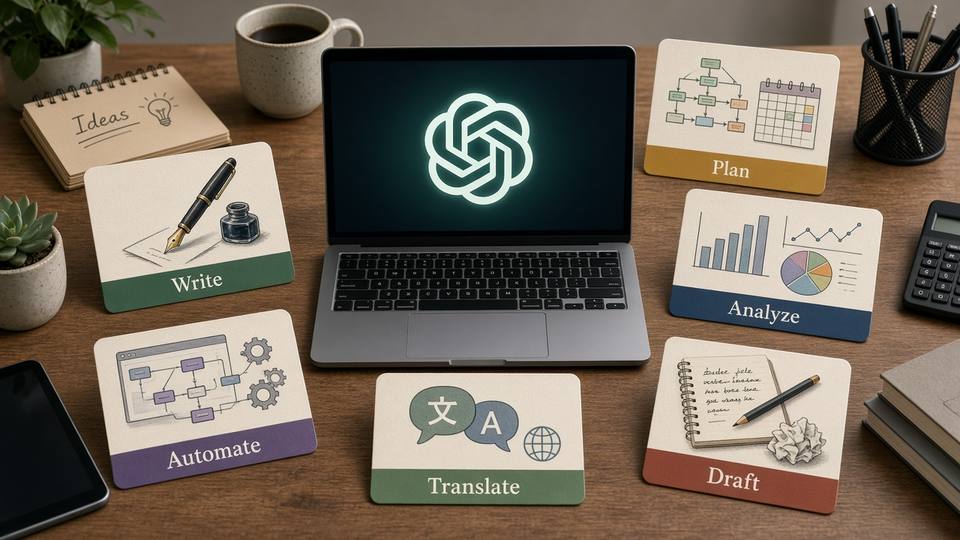 Ideas
Write
Automate
文
A
Translate
Plan
Analyze
Draft